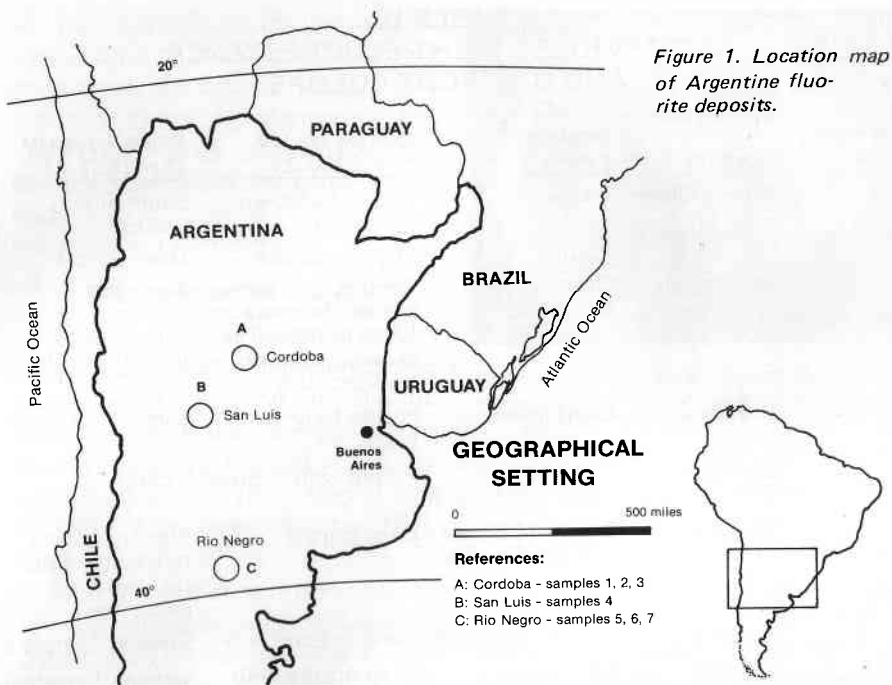 Figure 1. Location map
of Argentine fluo-
rite deposits.
20°
PARAGUAY
ARGENTINA
BRAZIL
Pacific Ocean
A
Cordoba
Atlantic Ocean
B
San Luis
URUGUAY
Buenos
Aires
GEOGRAPHICAL
SETTING
0 500 miles
Rio Negro
C
CHILE
40°
References:
A: Cordoba - samples 1, 2, 3
B: San Luis - samples 4
C: Rio Negro - samples 5, 6, 7